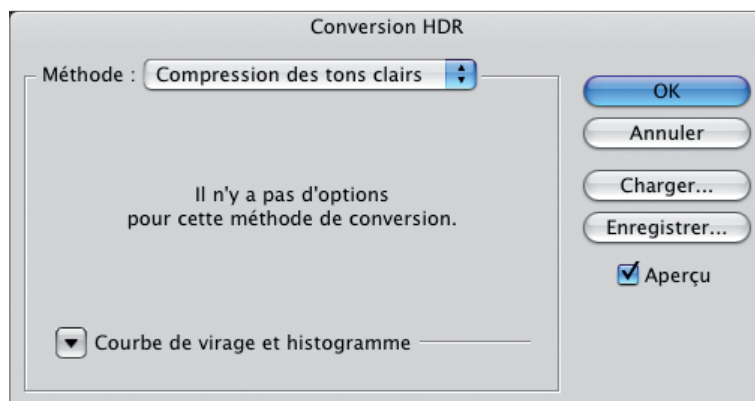 Conversion HDR
Méthode : Compression des tons clairs
OK
Annuler
Il n'y a pas d'options
pour cette méthode de conversion.
Charger...
Enregistrer...
Aperçu
Courbe de virage et histogramme